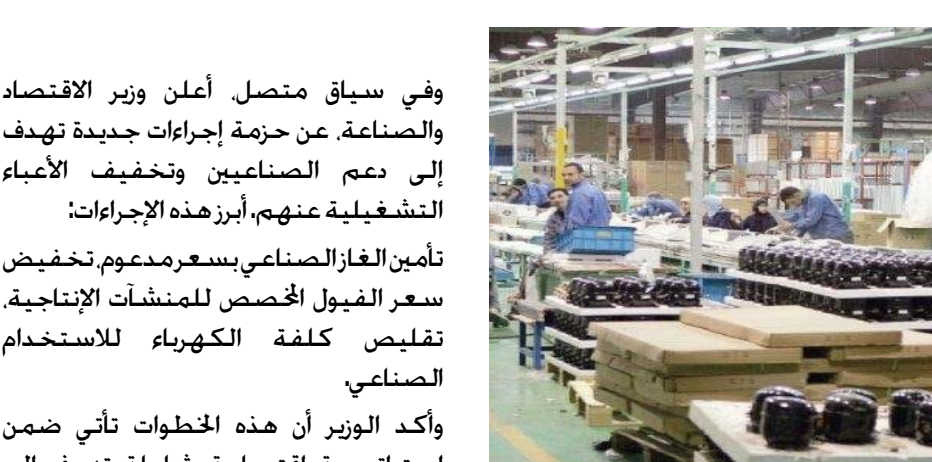 وفي سياق متصل، أعلن وزير الاقتصاد
والصناعة، عن حزمة إجراءات جديدة تهدف
إلى دعم الصناعيين وتخفيف الأعباء
التشغيلية عنهم. أبرز هذه الإجراءات:
تأمين الغاز الصناعي بسعر مدعوم، تخفيض
سعر الفيول المخصص للمنشآت الإنتاجية،
تقليص كلفة الكهرباء للاستخدام
الصناعي.
وأكد الوزير أن هذه الخطوات تأتي ضمن